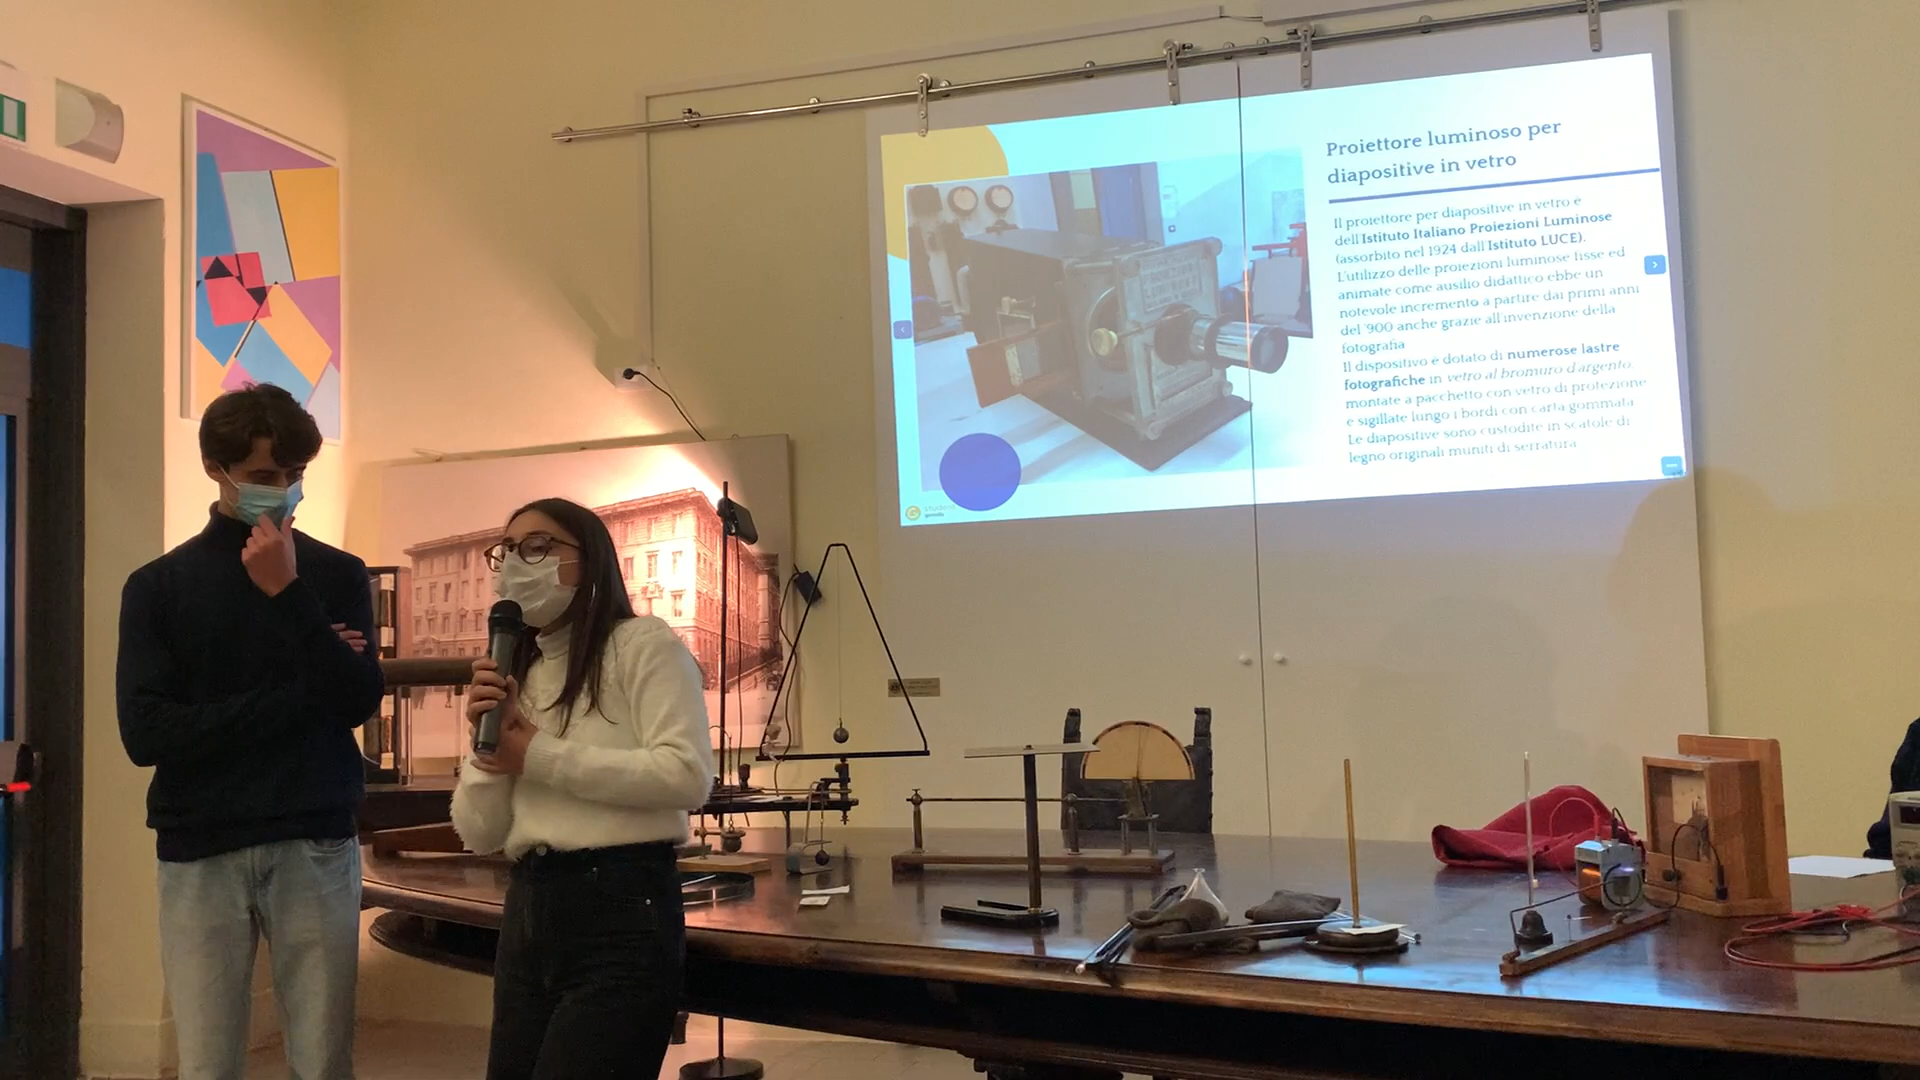 Proiettore luminoso per
diapositive in vetro
Il proiettore per diapositive in vetro è
dell'Istituto Italiano Proiezioni Luminose
(assorbito nel 1924 dall'Istituto LUCE).
L'utilizzo delle proiezioni luminose fisse ed
animate come ausilio didattico ebbe un
notevole incremento a partire dai primi anni
del '900 anche grazie all'invenzione della
fotografia
Il dispositivo è dotato di numerose lastre
fotografiche in vetro al bromuro d'argento,
montate a pacchetto con vetro di protezione
e sigillate lungo i bordi con carta gommata
Le diapositive sono custodite in scatole di
legno originali muniti di serratura
student